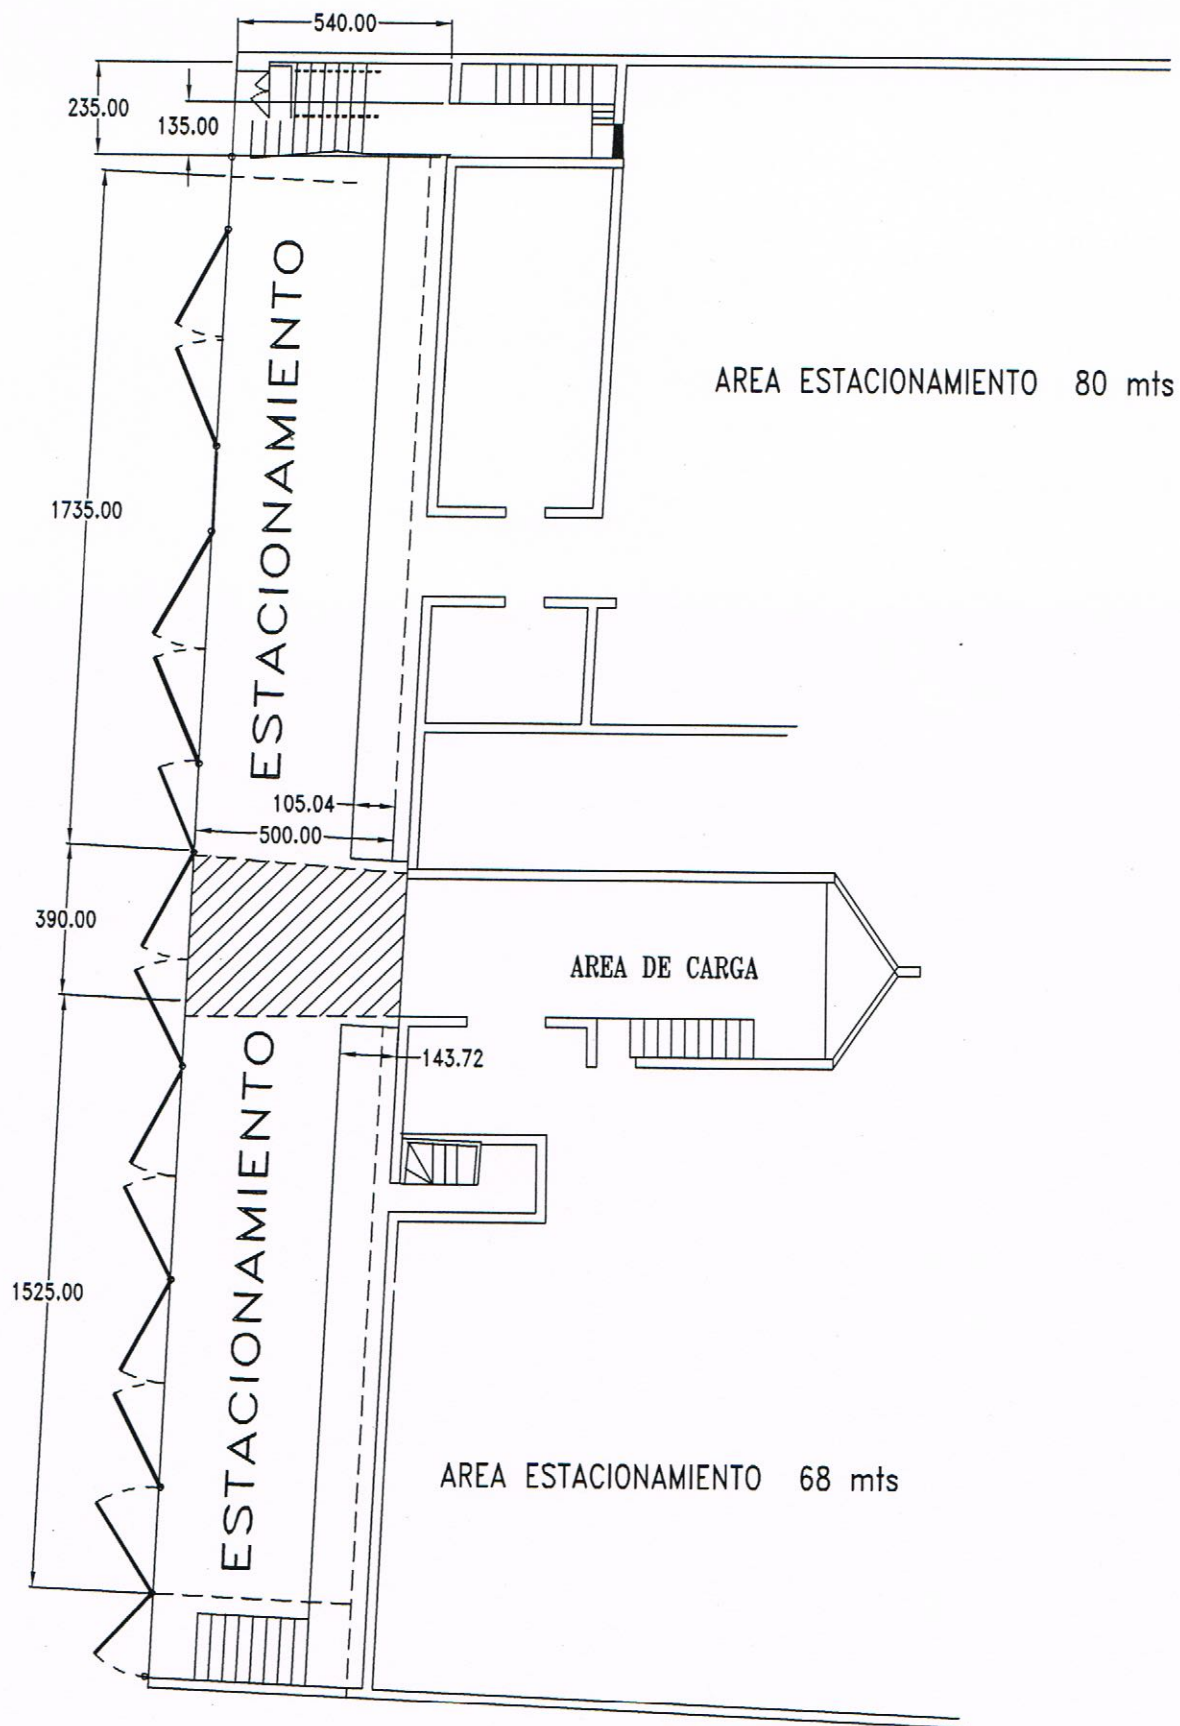 540.00
235.00
135.00
ESTACIONAMIENTO
AREA ESTACIONAMIENTO 80 mts
1735.00
105.04
500.00
390.00
AREA DE CARGA
143.72
ESTACIONAMIENTO
1525.00
AREA ESTACIONAMIENTO 68 mts